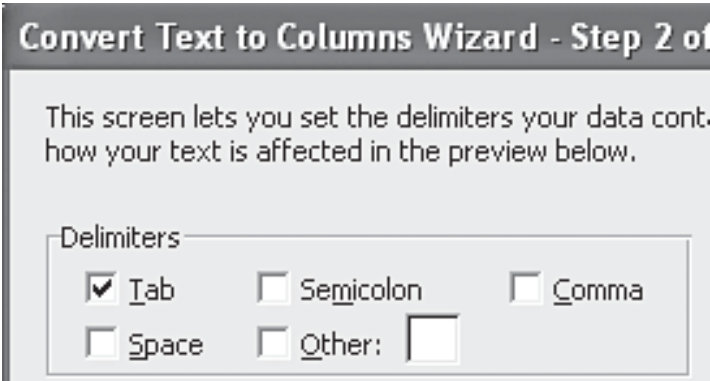 Convert Text to Columns Wizard - Step 2 of
This screen lets you set the delimiters your data
how your text is affected in the preview below.
Delimiters
Tab Semicolon Comma
Space Other: